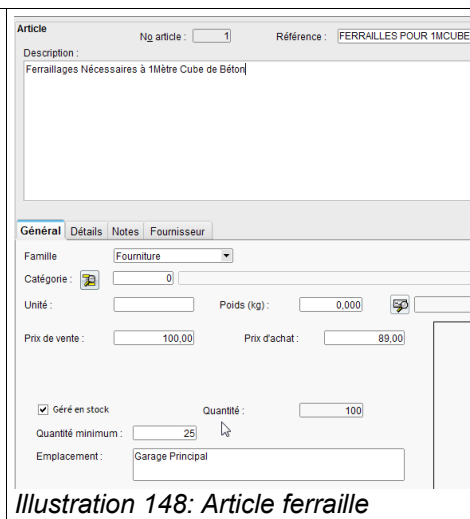 Article
No article : 1 Référence : FERRAILLES POUR 1MCUBE
Description :
Ferraillages Nécessaires à 1Mètre Cube de Béton
Général Détails Notes Fournisseur
Famille Fourniture
Catégorie : 0
Unité : Poids (kg) : 0,000
Prix de vente : 100,00 Prix d'achat : 89,00
Géré en stock Quantité : 100
Quantité minimum : 25
Emplacement : Garage Principal
Illustration 148: Article ferraille